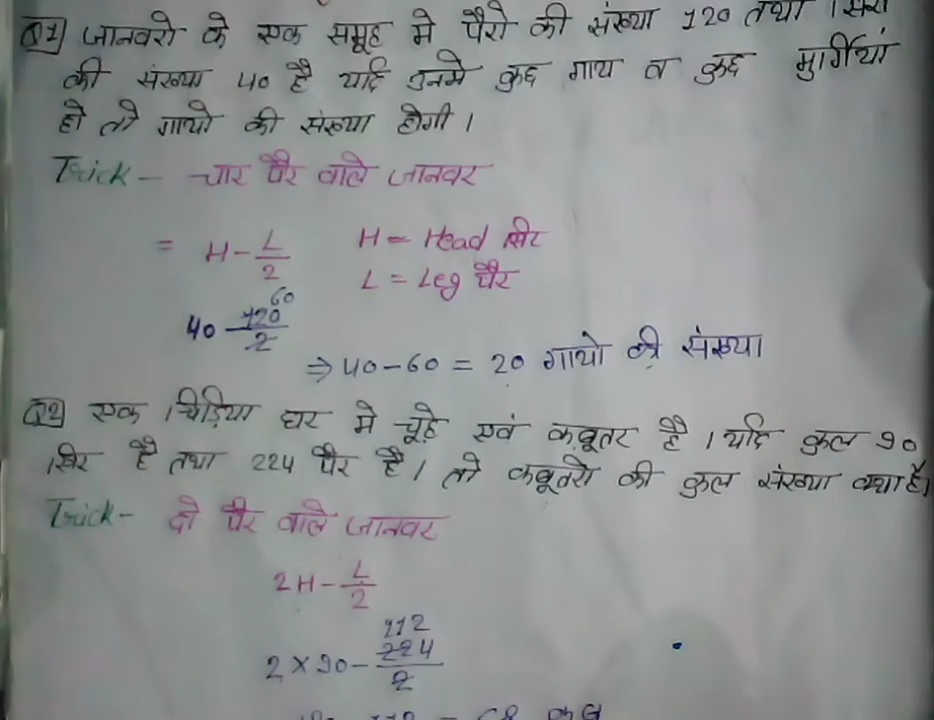 Q1] जानवरो के एक समूह मे पैरो की संख्या 120 तथा सिरो
की संख्या 40 है यदि उनमे कुछ गाय व कुछ मुर्गीयां
हो तो गायो की संख्या होगी।
Trick - चार पैर वाले जानवर
= H - L/2 H = Head सिर
L = Leg पैर
40 - 120/2 60
⇒ 40 - 60 = 20 गायो की संख्या
Q2] एक चिड़िया घर मे चूहे एवं कबूतर है। यदि कुल 90
सिर है तथा 224 पैर है। तो कबूतरो की कुल संख्या क्या है।
Trick - दो पैर वाले जानवर
2H - L/2
112
2 × 90 - 224/2